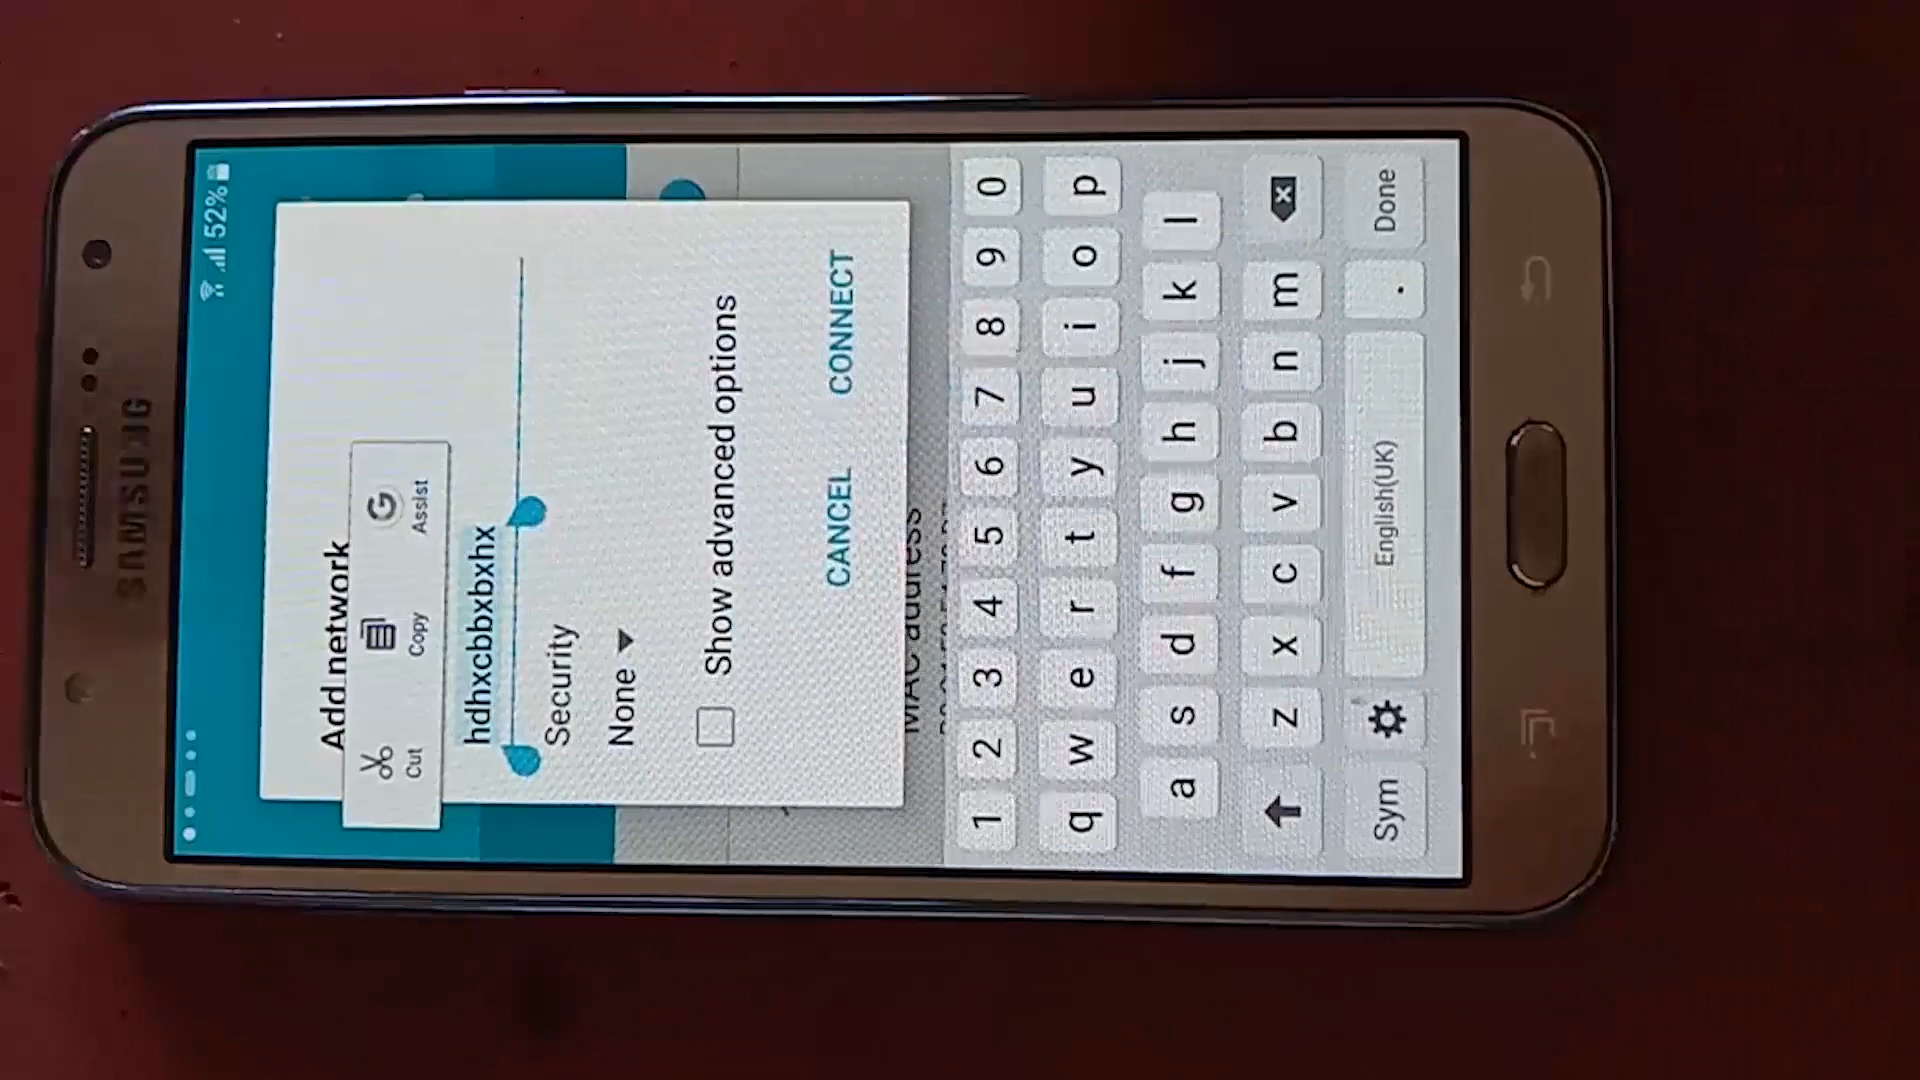 SAMSUNG
52%
Add network
Cut Copy Assist
hdhxcbbxbxhx
Security
None
Show advanced options
CANCEL CONNECT
MAC address
1 2 3 4 5 6 7 8 9 0
q w e r t y u i o p
a s d f g h j k l
z x c v b n m
Sym English(UK) . Done